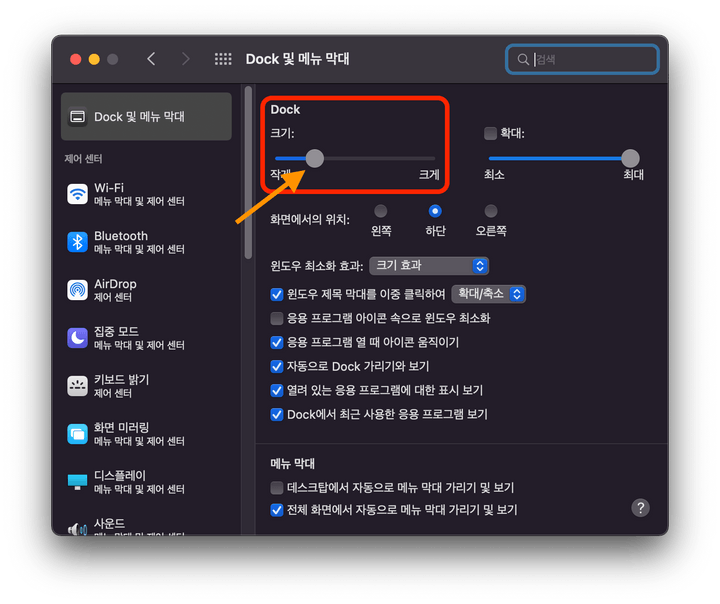 Dock 및 메뉴 막대
검색
Dock 및 메뉴 막대
제어 센터
Wi-Fi
메뉴 막대 및 제어 센터
Bluetooth
메뉴 막대 및 제어 센터
AirDrop
제어 센터
집중 모드
메뉴 막대 및 제어 센터
키보드 밝기
제어 센터
화면 미러링
메뉴 막대 및 제어 센터
디스플레이
메뉴 막대 및 제어 센터
사운드
메뉴 막대 및 제어 센터
Dock
크기:
작게 크게
확대:
최소 최대
화면에서의 위치: 왼쪽 하단 오른쪽
윈도우 최소화 효과: 크기 효과
윈도우 제목 막대를 이중 클릭하여 확대/축소
응용 프로그램 아이콘 속으로 윈도우 최소화
응용 프로그램 열 때 아이콘 움직이기
자동으로 Dock 가리기와 보기
열려 있는 응용 프로그램에 대한 표시 보기
Dock에서 최근 사용한 응용 프로그램 보기
메뉴 막대
데스크탑에서 자동으로 메뉴 막대 가리기 및 보기
전체 화면에서 자동으로 메뉴 막대 가리기 및 보기
?